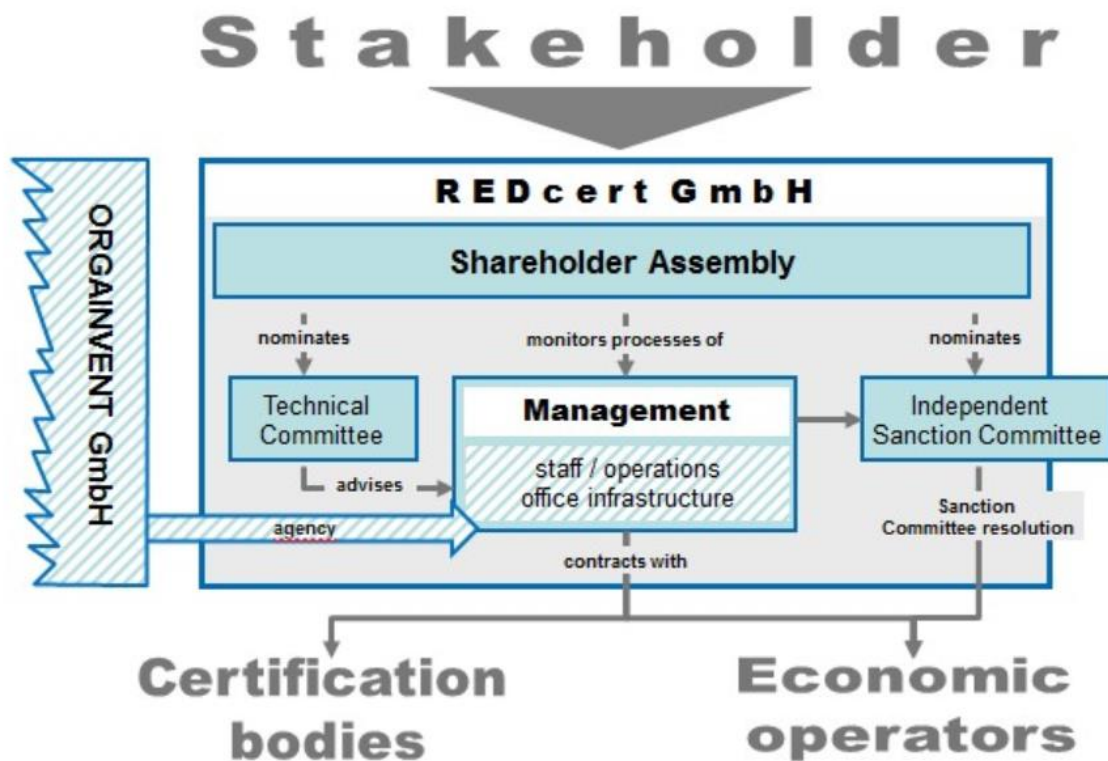 Stakeholder
REDcert GmbH
ORGAINVENT GmbH
Shareholder Assembly
nominates
monitors processes of
nominates
Technical
Committee
Management
staff / operations
office infrastructure
Independent
Sanction Committee
advises
agency
Sanction
Committee resolution
contracts with
Certification
bodies
Economic
operators